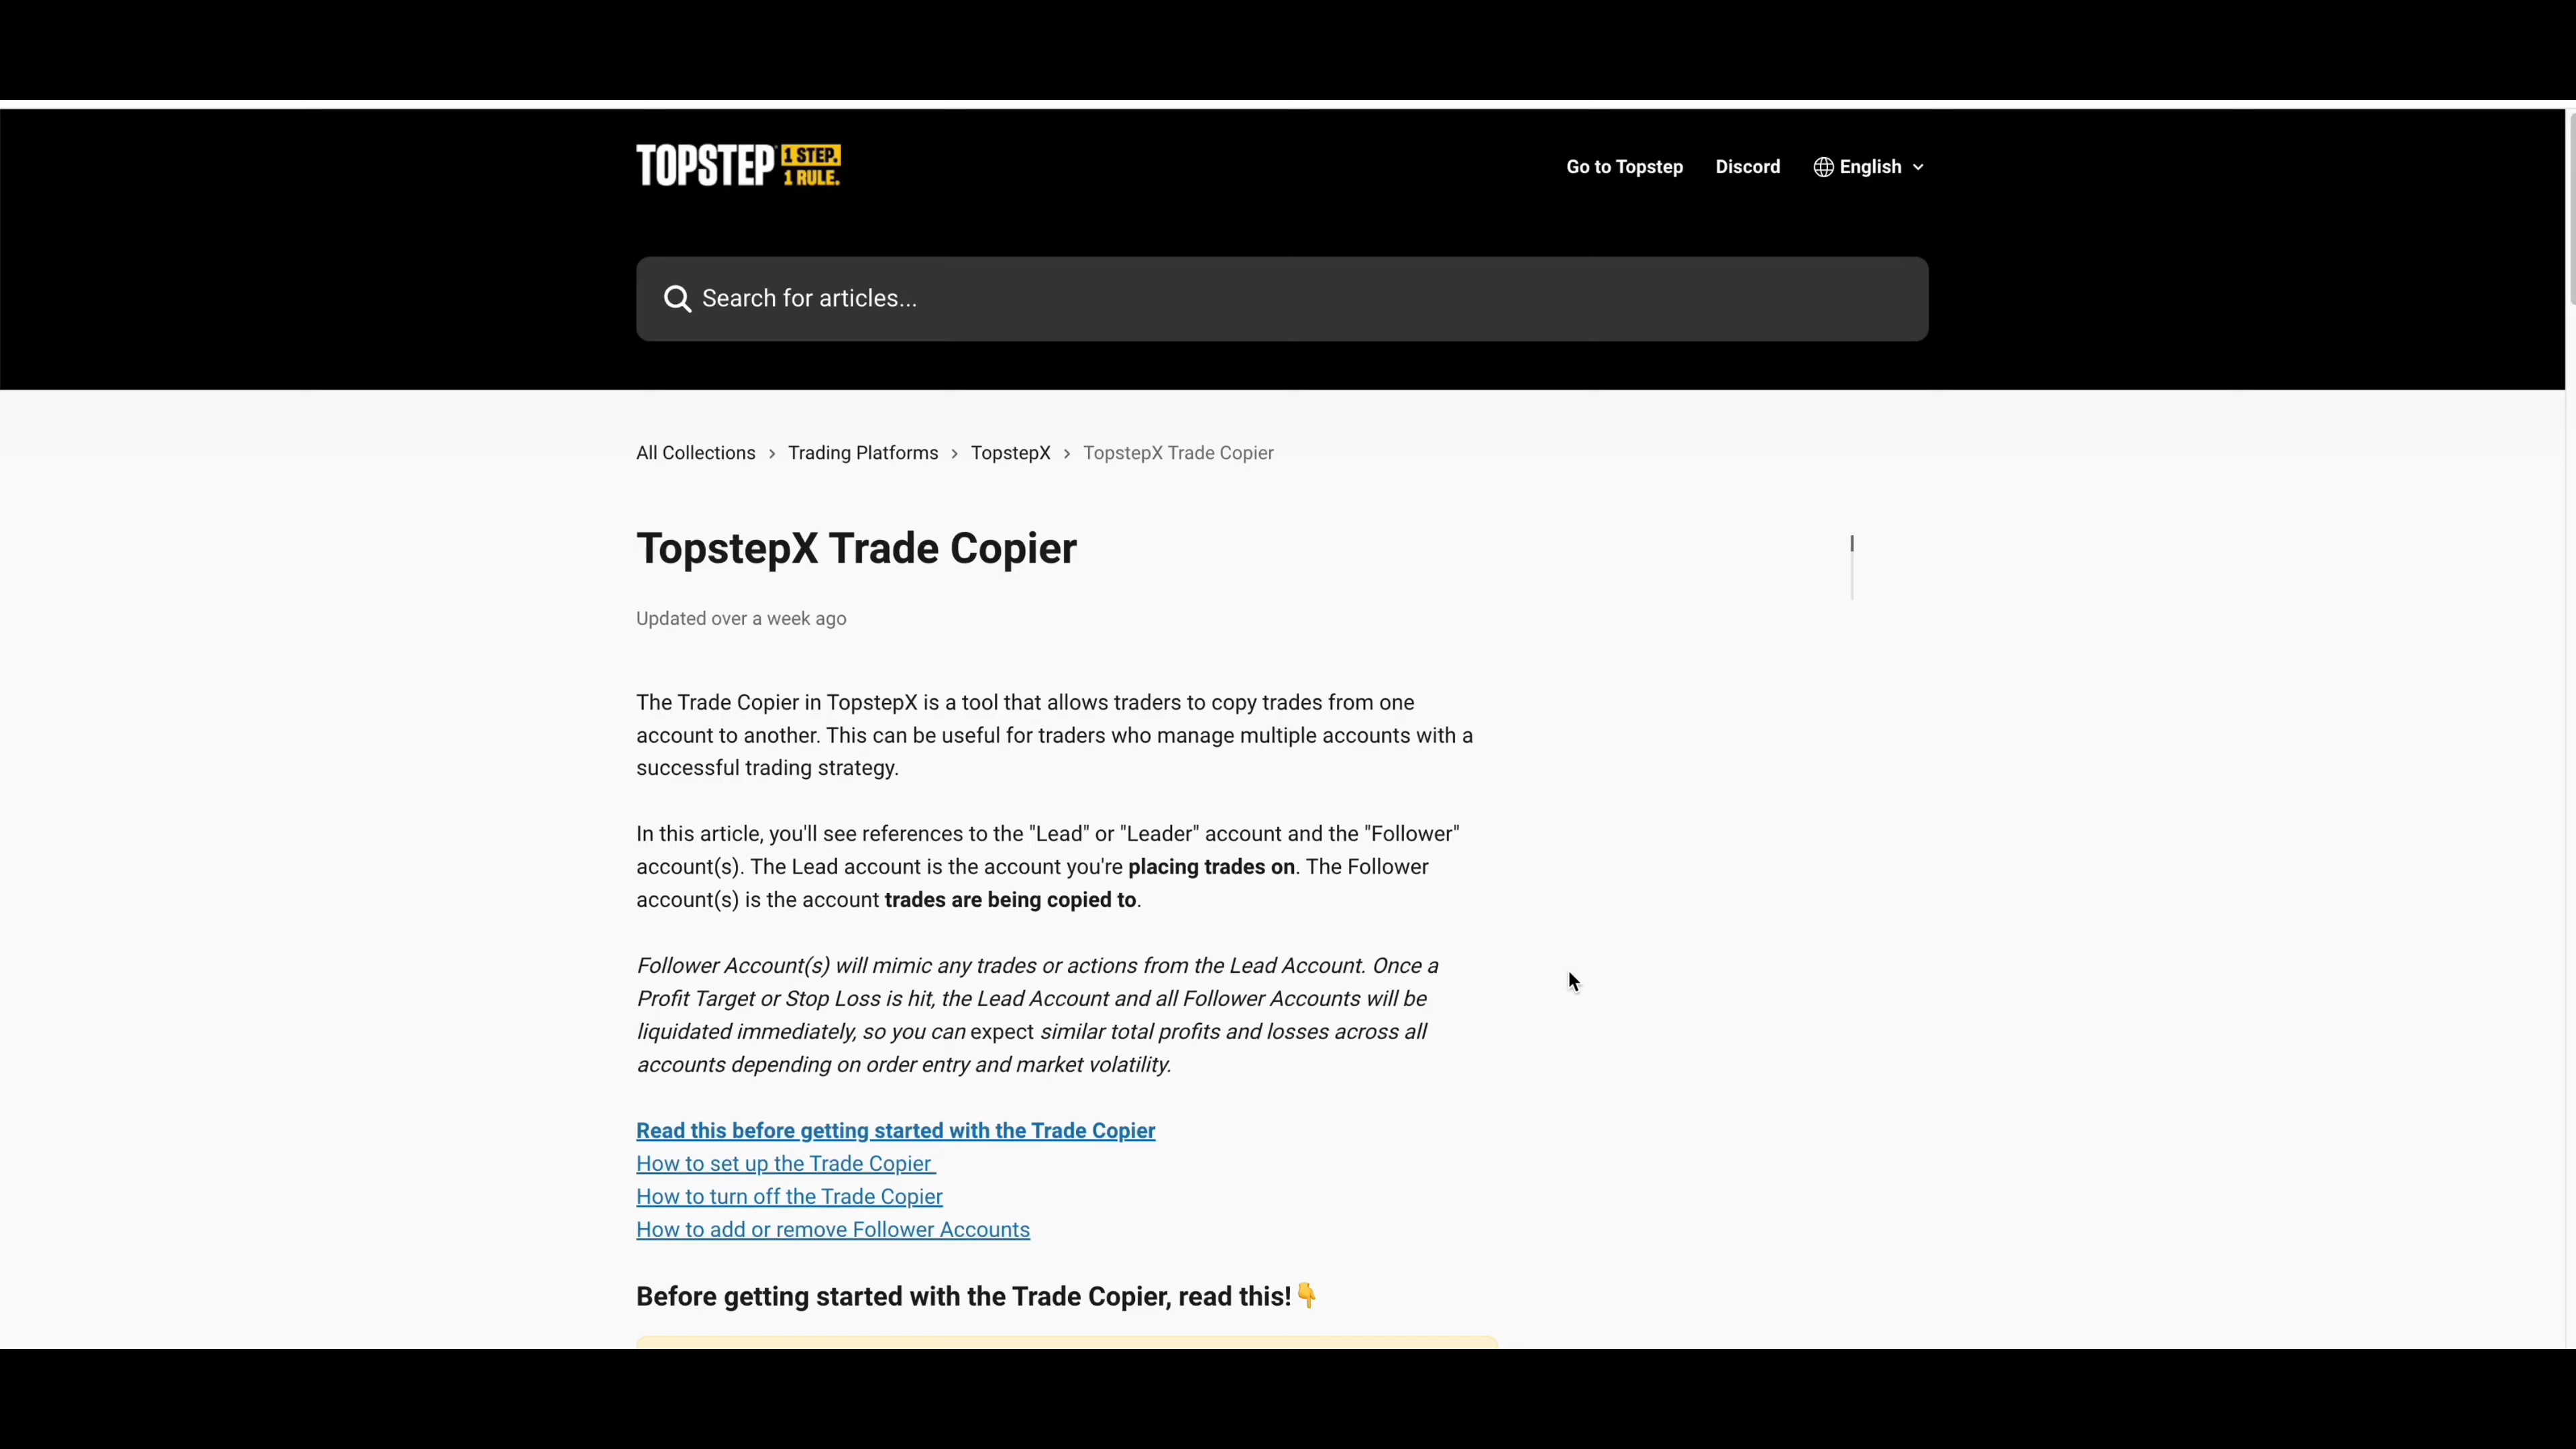 TOPSTEP 1 STEP. 1 RULE.
Go to Topstep Discord English
Search for articles...
All Collections > Trading Platforms > TopstepX > TopstepX Trade Copier
TopstepX Trade Copier
Updated over a week ago
The Trade Copier in TopstepX is a tool that allows traders to copy trades from one
account to another. This can be useful for traders who manage multiple accounts with a
successful trading strategy.
In this article, you'll see references to the "Lead" or "Leader" account and the "Follower"
account(s). The Lead account is the account you're placing trades on. The Follower
account(s) is the account trades are being copied to.
Follower Account(s) will mimic any trades or actions from the Lead Account. Once a
Profit Target or Stop Loss is hit, the Lead Account and all Follower Accounts will be
liquidated immediately, so you can expect similar total profits and losses across all
accounts depending on order entry and market volatility.
Read this before getting started with the Trade Copier
How to set up the Trade Copier
How to turn off the Trade Copier
How to add or remove Follower Accounts
Before getting started with the Trade Copier, read this!👇